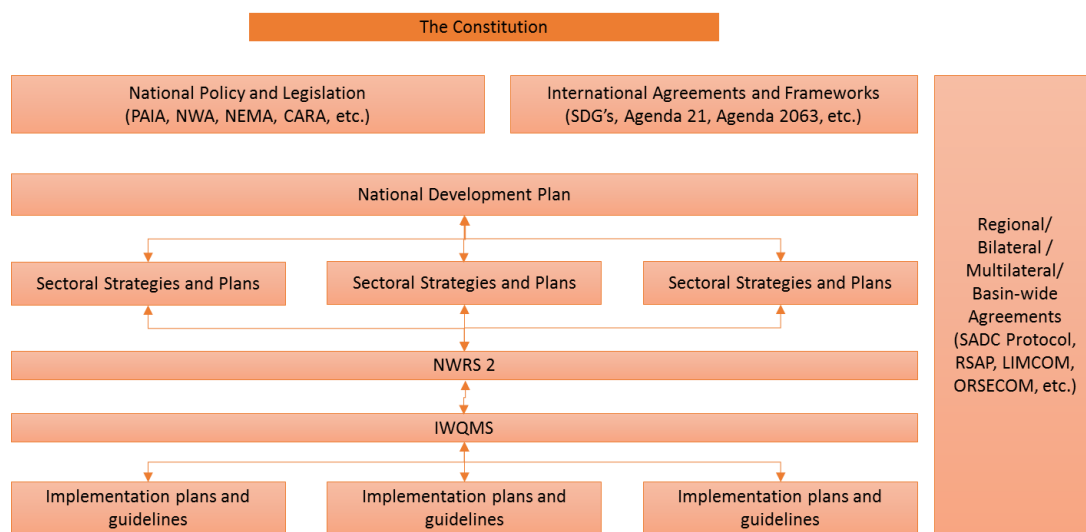 The Constitution
National Policy and Legislation
(PAIA, NWA, NEMA, CARA, etc.)
International Agreements and Frameworks
(SDG's, Agenda 21, Agenda 2063, etc.)
National Development Plan
Sectoral Strategies and Plans
Sectoral Strategies and Plans
Sectoral Strategies and Plans
NWRS 2
IWQMS
Implementation plans and
guidelines
Implementation plans and
guidelines
Implementation plans and
guidelines
Regional/
Bilateral /
Multilateral/
Basin-wide
Agreements
(SADC Protocol,
RSAP, LIMCOM,
ORSECOM, etc.)